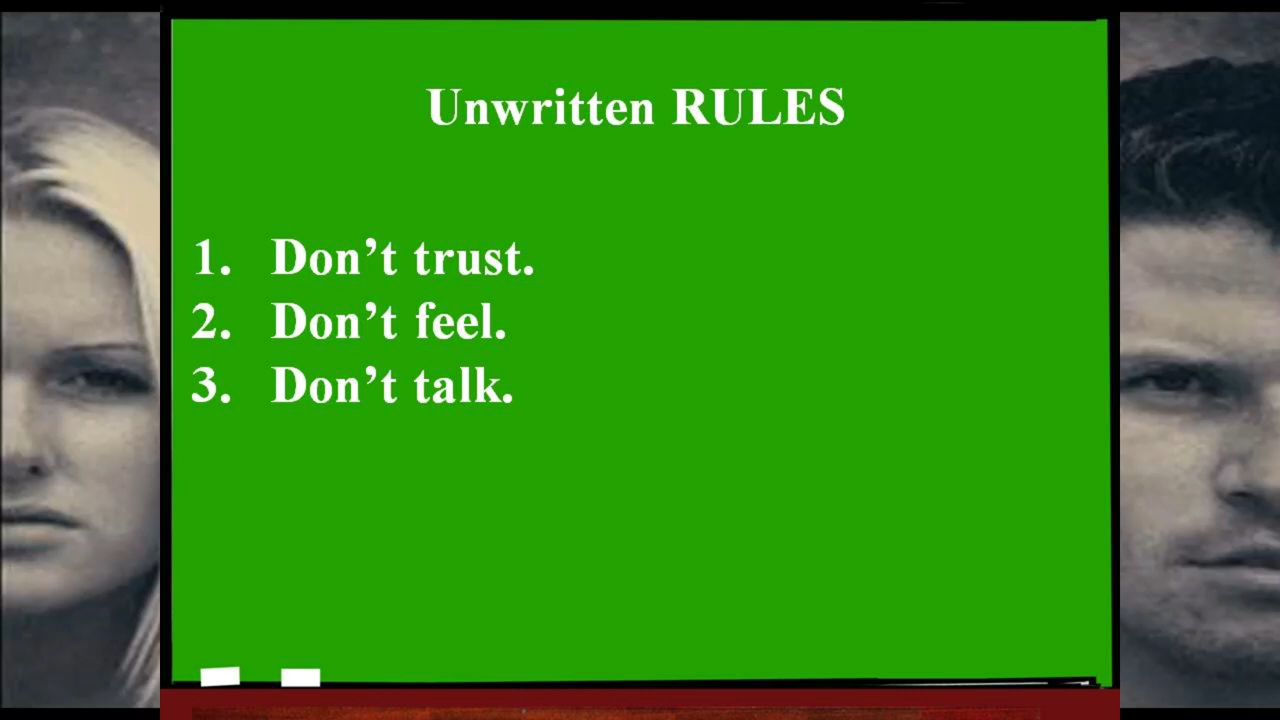 Unwritten RULES
1. Don’t trust.
2. Don’t feel.
3. Don’t talk.